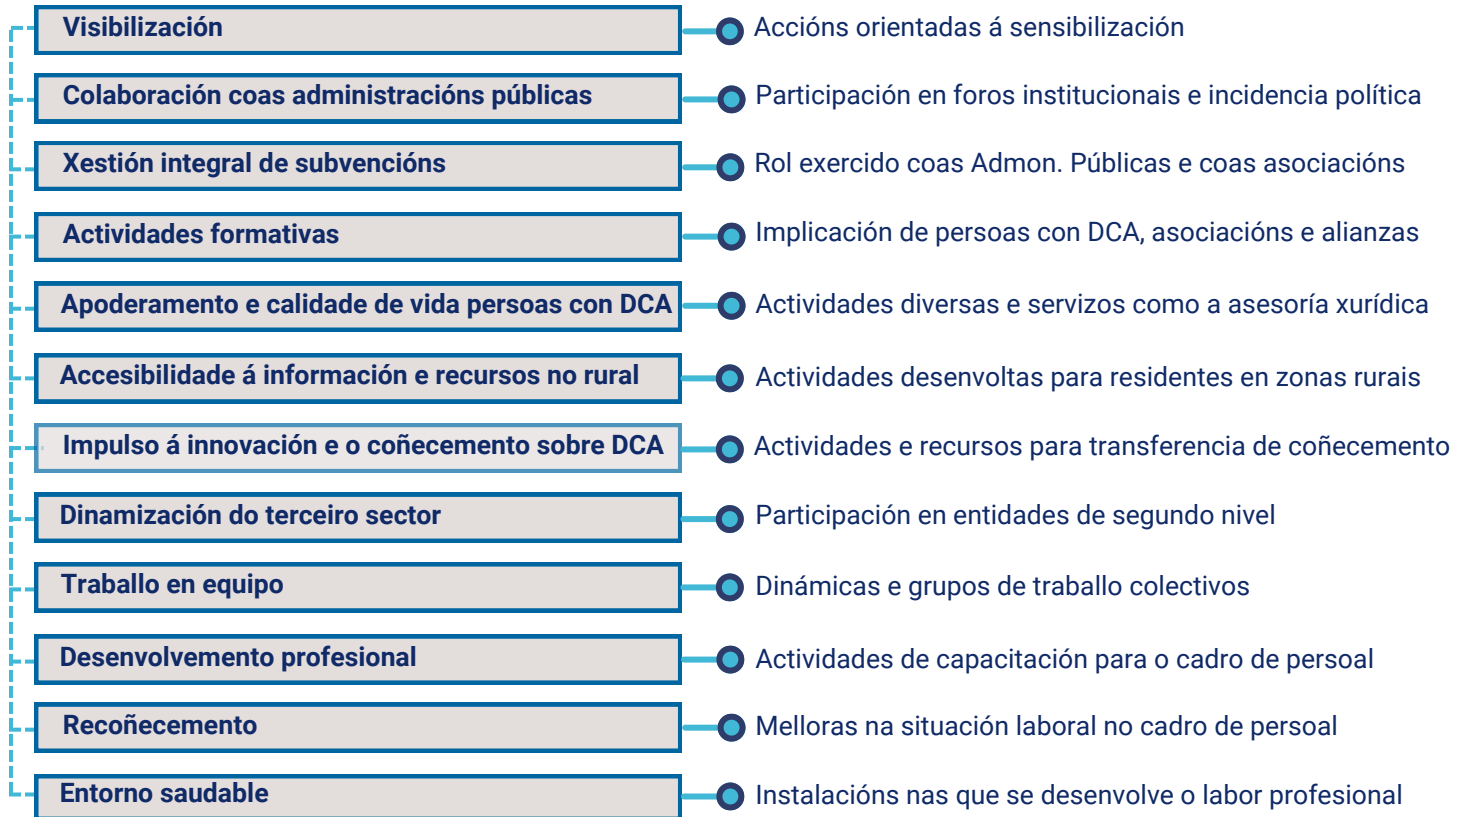 Visibilización
Accións orientadas á sensibilización
Colaboración coas administracións públicas
Participación en foros institucionais e incidencia política
Xestión integral de subvencións
Rol exercido coas Admon. Públicas e coas asociacións
Actividades formativas
Implicación de persoas con DCA, asociacións e alianzas
Apoderamento e calidade de vida persoas con DCA
Actividades diversas e servizos como a asesoría xurídica
Accesibilidade á información e recursos no rural
Actividades desenvoltas para residentes en zonas rurais
Impulso á innovación e o coñecemento sobre DCA
Actividades e recursos para transferencia de coñecemento
Dinamización do terceiro sector
Participación en entidades de segundo nivel
Traballo en equipo
Dinámicas e grupos de traballo colectivos
Desenvolvemento profesional
Actividades de capacitación para o cadro de persoal
Recoñecemento
Melloras na situación laboral no cadro de persoal
Entorno saudable
Instalacións nas que se desenvolve o labor profesional